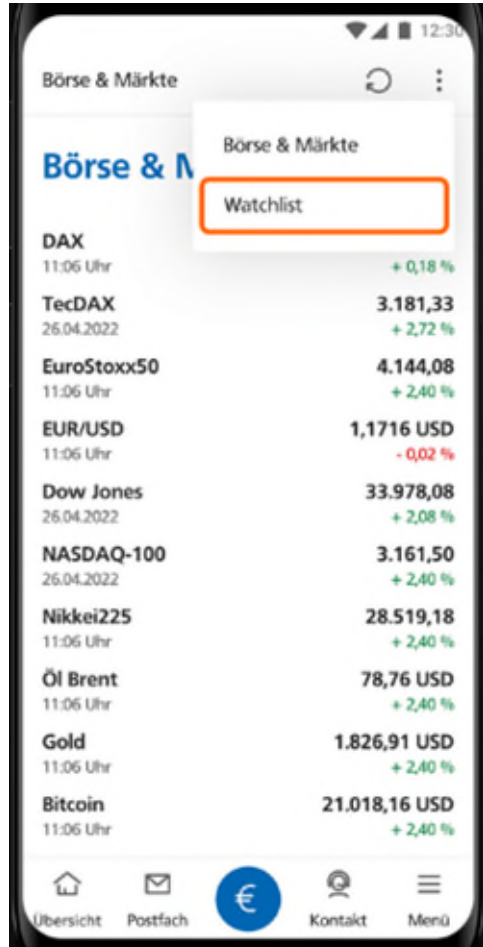 12:30
Börse & Märkte
Börse & Märkte
Watchlist
Börse & M
DAX
11:06 Uhr + 0,18 %
TecDAX 3.181,33
26.04.2022 + 2,72 %
EuroStoxx50 4.144,08
11:06 Uhr + 2,40 %
EUR/USD 1,1716 USD
11:06 Uhr - 0,02 %
Dow Jones 33.978,08
26.04.2022 + 2,08 %
NASDAQ-100 3.161,50
26.04.2022 + 2,40 %
Nikkei225 28.519,18
11:06 Uhr + 2,40 %
Öl Brent 78,76 USD
11:06 Uhr + 2,40 %
Gold 1.826,91 USD
11:06 Uhr + 2,40 %
Bitcoin 21.018,16 USD
11:06 Uhr + 2,40 %
€
Übersicht Postfach Kontakt Menü